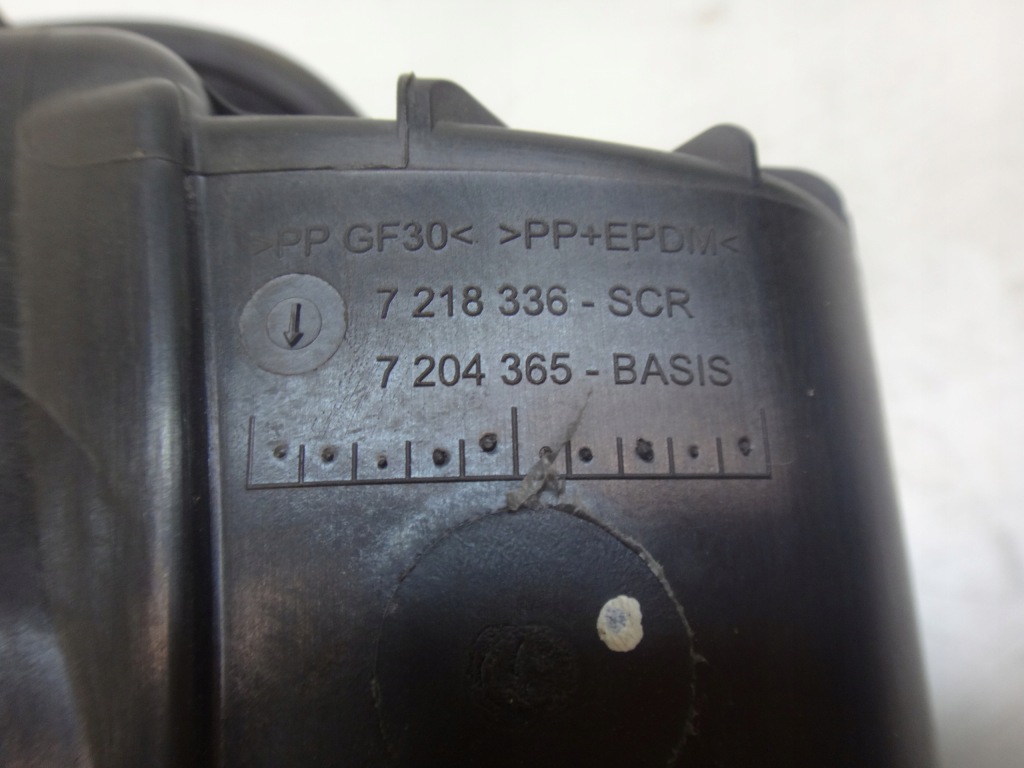 >PP GF30< >PP+EPDM<
7 218 336 - SCR
7 204 365 - BASIS